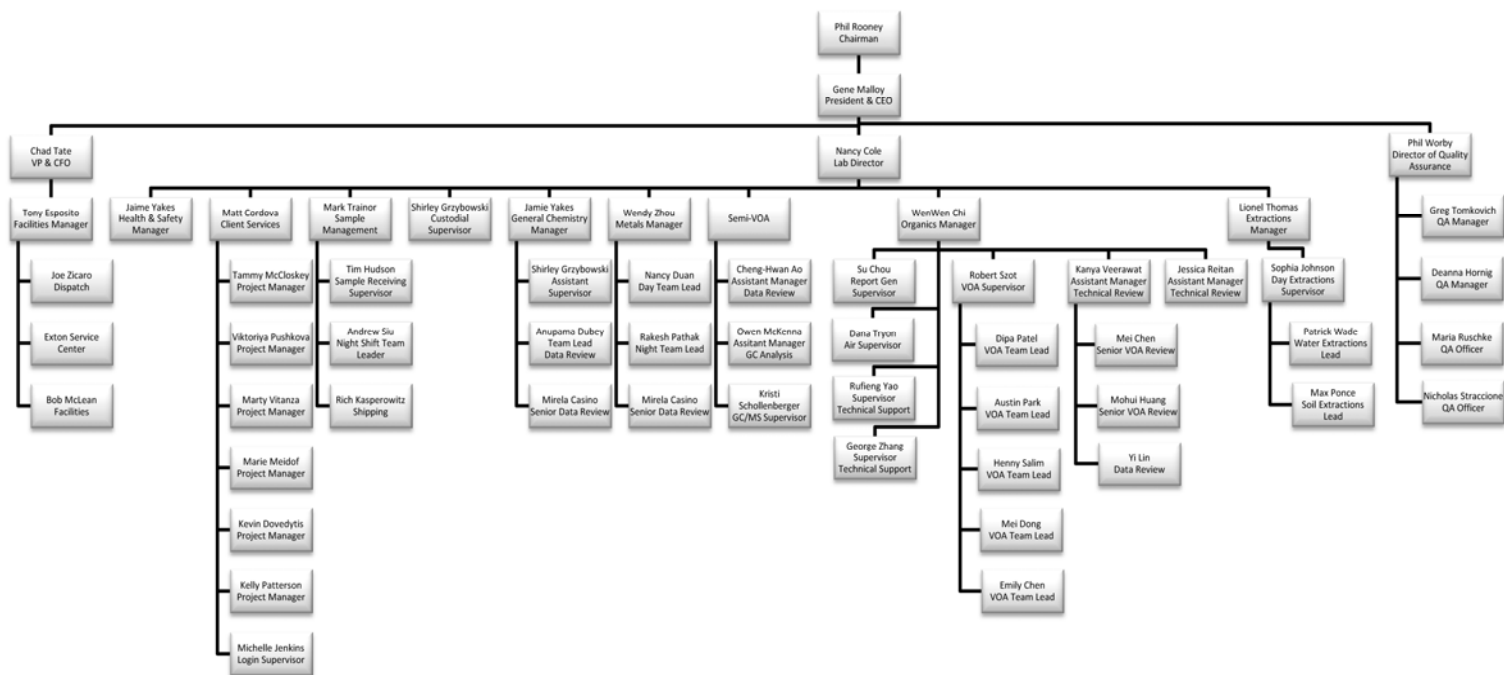 Phil Rooney
Chairman
Gene Malloy
President & CEO
Chad Tate
VP & CFO
Nancy Cole
Lab Director
Phil Worby
Director of Quality
Assurance
Tony Esposito
Facilities Manager
Jaime Yakes
Health & Safety
Manager
Matt Cordova
Client Services
Mark Trainor
Sample
Management
Shirley Grzybowski
Custodial
Supervisor
Jamie Yakes
General Chemistry
Manager
Wendy Zhou
Metals Manager
Semi-VOA
WenWen Chi
Organics Manager
Lionel Thomas
Extractions
Manager
Joe Zicaro
Dispatch
Exton Service
Center
Bob McLean
Facilities
Tammy McCloskey
Project Manager
Viktoriya Pushkova
Project Manager
Marty Vitanza
Project Manager
Marie Meidof
Project Manager
Kevin Dovedytis
Project Manager
Kelly Patterson
Project Manager
Michelle Jenkins
Login Supervisor
Tim Hudson
Sample Receiving
Supervisor
Andrew Siu
Night Shift Team
Leader
Rich Kasperowitz
Shipping
Shirley Grzybowski
Assistant
Supervisor
Anupama Dubey
Team Lead
Data Review
Mirela Casino
Senior Data Review
Nancy Duan
Day Team Lead
Rakesh Pathak
Night Team Lead
Mirela Casino
Senior Data Review
Cheng-Hwan Ao
Assistant Manager
Data Review
Owen McKenna
Assitant Manager
GC Analysis
Kristi
Schollenberger
GC/MS Supervisor
Su Chou
Report Gen
Supervisor
Dana Tryon
Air Supervisor
Rufieng Yao
Supervisor
Technical Support
George Zhang
Supervisor
Technical Support
Robert Szot
VOA Supervisor
Dipa Patel
VOA Team Lead
Austin Park
VOA Team Lead
Henny Salim
VOA Team Lead
Mei Dong
VOA Team Lead
Emily Chen
VOA Team Lead
Kanya Veerawat
Assistant Manager
Technical Review
Mei Chen
Senior VOA Review
Mohui Huang
Senior VOA Review
Yi Lin
Data Review
Jessica Reitan
Assistant Manager
Technical Review
Sophia Johnson
Day Extractions
Supervisor
Patrick Wade
Water Extractions
Lead
Max Ponce
Soil Extractions
Lead
Greg Tomkovich
QA Manager
Deanna Hornig
QA Manager
Maria Ruschke
QA Officer
Nicholas Straccione
QA Officer